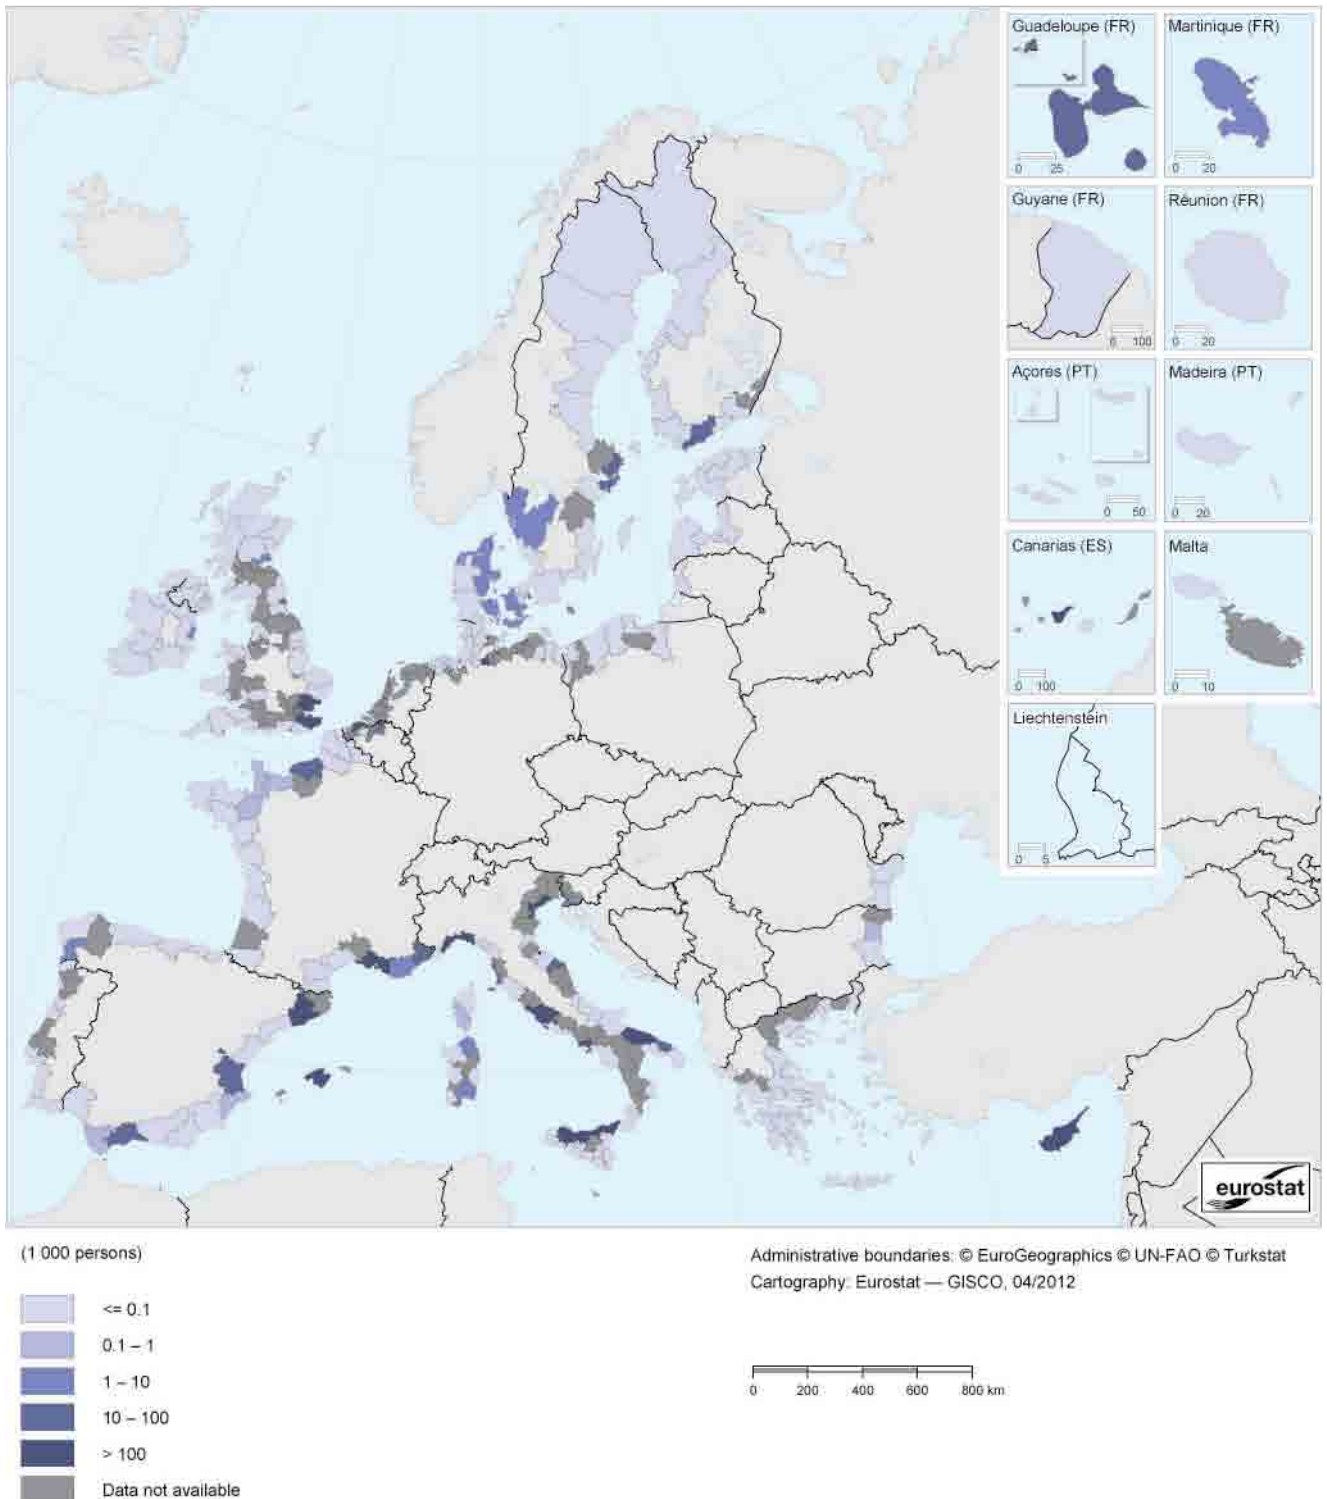 Guadeloupe (FR)
Martinique (FR)
0 25
0 20
Guyane (FR)
Réunion (FR)
0 100
0 20
Açores (PT)
Madeira (PT)
0 50
0 20
Canarias (ES)
Malta
0 100
0 10
Liechtenstein
0 5
eurostat
(1 000 persons)
<= 0.1
0.1 – 1
1 – 10
10 – 100
> 100
Data not available
Administrative boundaries: © EuroGeographics © UN-FAO © Turkstat
Cartography: Eurostat — GISCO, 04/2012
0 200 400 600 800 km